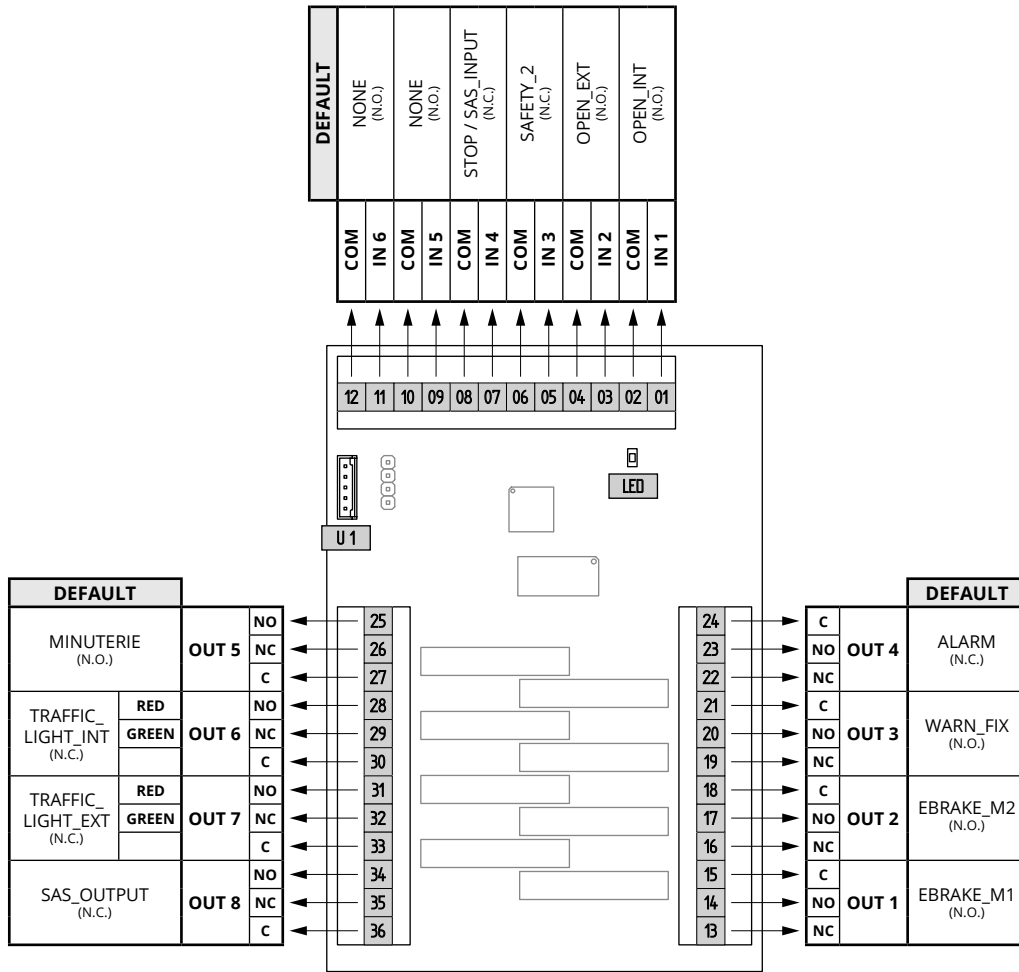 DEFAULT
NONE
(N.O.)
NONE
(N.O.)
STOP / SAS_INPUT
(N.C.)
SAFETY_2
(N.C.)
OPEN_EXT
(N.O.)
OPEN_INT
(N.O.)
COM
IN 6
COM
IN 5
COM
IN 4
COM
IN 3
COM
IN 2
COM
IN 1
12 11 10 09 08 07 06 05 04 03 02 01
LED
U 1
DEFAULT
MINUTERIE
(N.O.)
OUT 5
NO 25
NC 26
C 27
TRAFFIC_
LIGHT_INT
(N.C.)
RED
GREEN
OUT 6
NO 28
NC 29
C 30
TRAFFIC_
LIGHT_EXT
(N.C.)
RED
GREEN
OUT 7
NO 31
NC 32
C 33
SAS_OUTPUT
(N.C.)
OUT 8
NO 34
NC 35
C 36
DEFAULT
24 C
23 NO
22 NC
OUT 4
ALARM
(N.C.)
21 C
20 NO
19 NC
OUT 3
WARN_FIX
(N.O.)
18 C
17 NO
16 NC
OUT 2
EBRAKE_M2
(N.O.)
15 C
14 NO
13 NC
OUT 1
EBRAKE_M1
(N.O.)